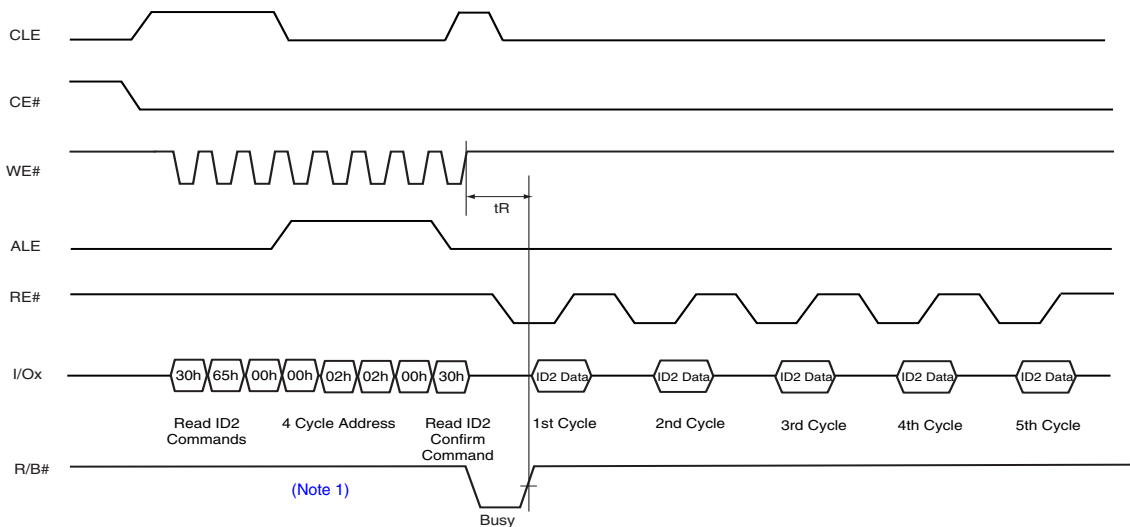 CLE
CE#
WE#
tR
ALE
RE#
I/Ox
30h 65h 00h 00h 02h 02h 00h 30h ID2 Data ID2 Data ID2 Data ID2 Data ID2 Data
Read ID2
Commands
4 Cycle Address
Read ID2
Confirm
Command
1st Cycle
2nd Cycle
3rd Cycle
4th Cycle
5th Cycle
R/B#
(Note 1)
Busy